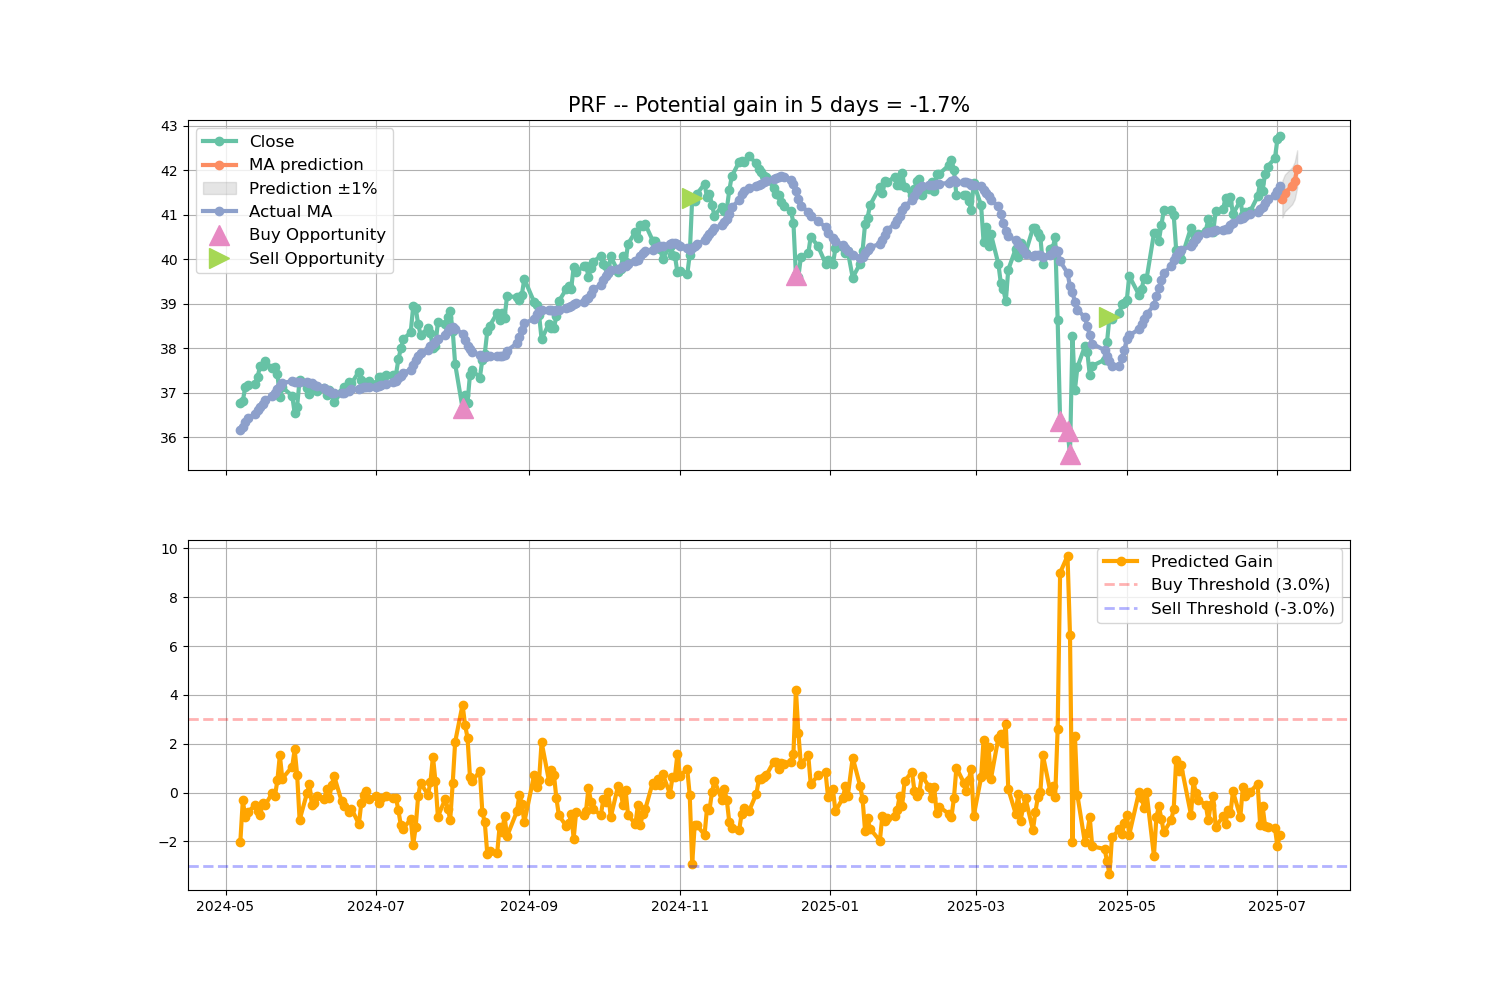 PRF -- Potential gain in 5 days = -1.7%
43
42
41
40
39
38
37
36
Close
MA prediction
Prediction ±1%
Actual MA
Buy Opportunity
Sell Opportunity
10
8
6
4
2
0
−2
Predicted Gain
Buy Threshold (3.0%)
Sell Threshold (-3.0%)
2024-05 2024-07 2024-09 2024-11 2025-01 2025-03 2025-05 2025-07